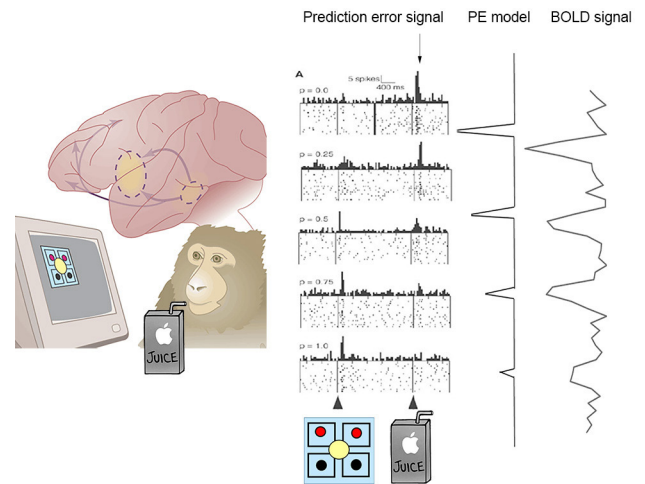 Prediction error signal
PE model
BOLD signal
A
5 spikes
400 ms
p = 0.0
p = 0.25
p = 0.5
p = 0.75
p = 1.0
JUICE
JUICE